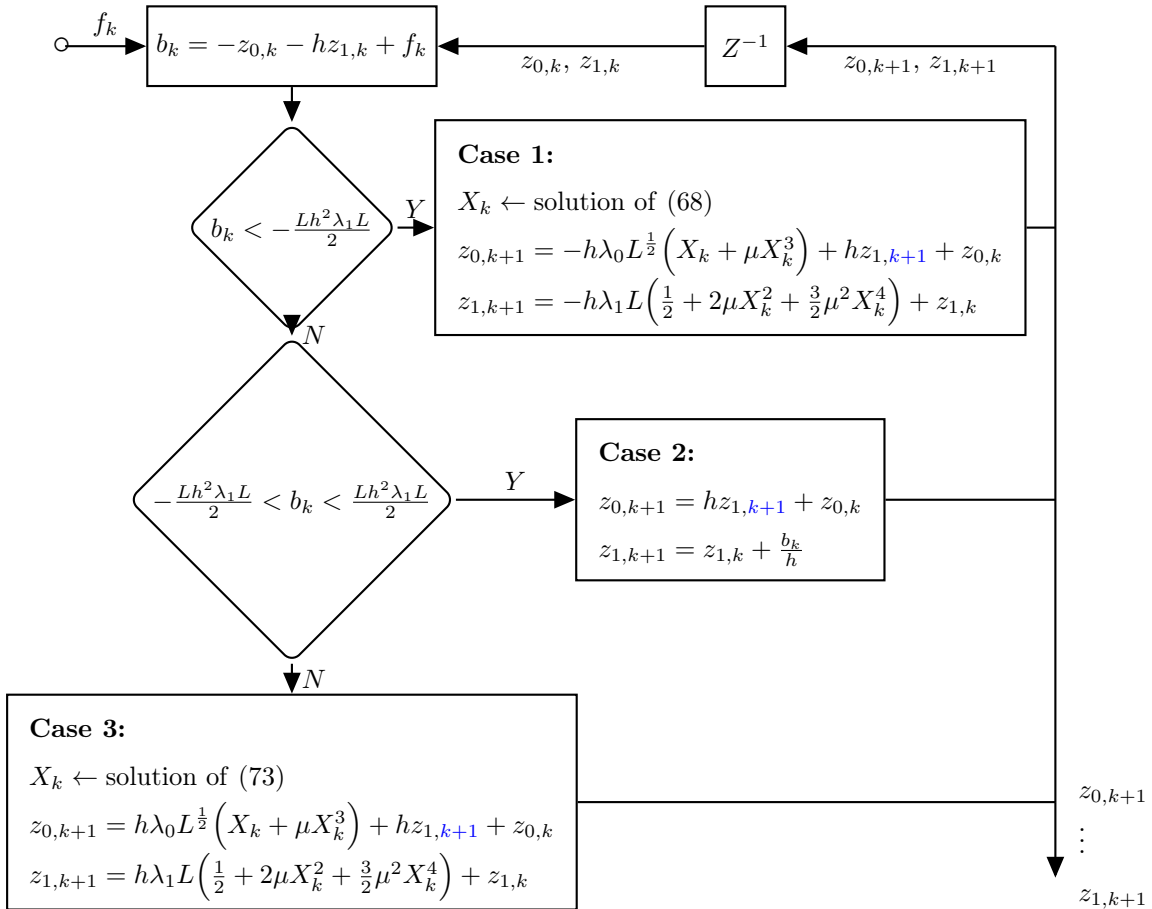 f_k
b_k = −z_{0,k} − hz_{1,k} + f_k
z_{0,k}, z_{1,k}
Z^{−1}
z_{0,k+1}, z_{1,k+1}
b_k < −\frac{Lh^2λ_1L}{2}
Y
Case 1:
X_k ← solution of (68)
z_{0,k+1} = −hλ_0L^{\frac{1}{2}}(X_k + μX_k^3) + hz_{1,k+1} + z_{0,k}
z_{1,k+1} = −hλ_1L(\frac{1}{2} + 2μX_k^2 + \frac{3}{2}μ^2X_k^4) + z_{1,k}
N
−\frac{Lh^2λ_1L}{2} < b_k < \frac{Lh^2λ_1L}{2}
Y
Case 2:
z_{0,k+1} = hz_{1,k+1} + z_{0,k}
z_{1,k+1} = z_{1,k} + \frac{b_k}{h}
N
Case 3:
X_k ← solution of (73)
z_{0,k+1} = hλ_0L^{\frac{1}{2}}(X_k + μX_k^3) + hz_{1,k+1} + z_{0,k}
z_{1,k+1} = hλ_1L(\frac{1}{2} + 2μX_k^2 + \frac{3}{2}μ^2X_k^4) + z_{1,k}
z_{0,k+1}
⋮
z_{1,k+1}